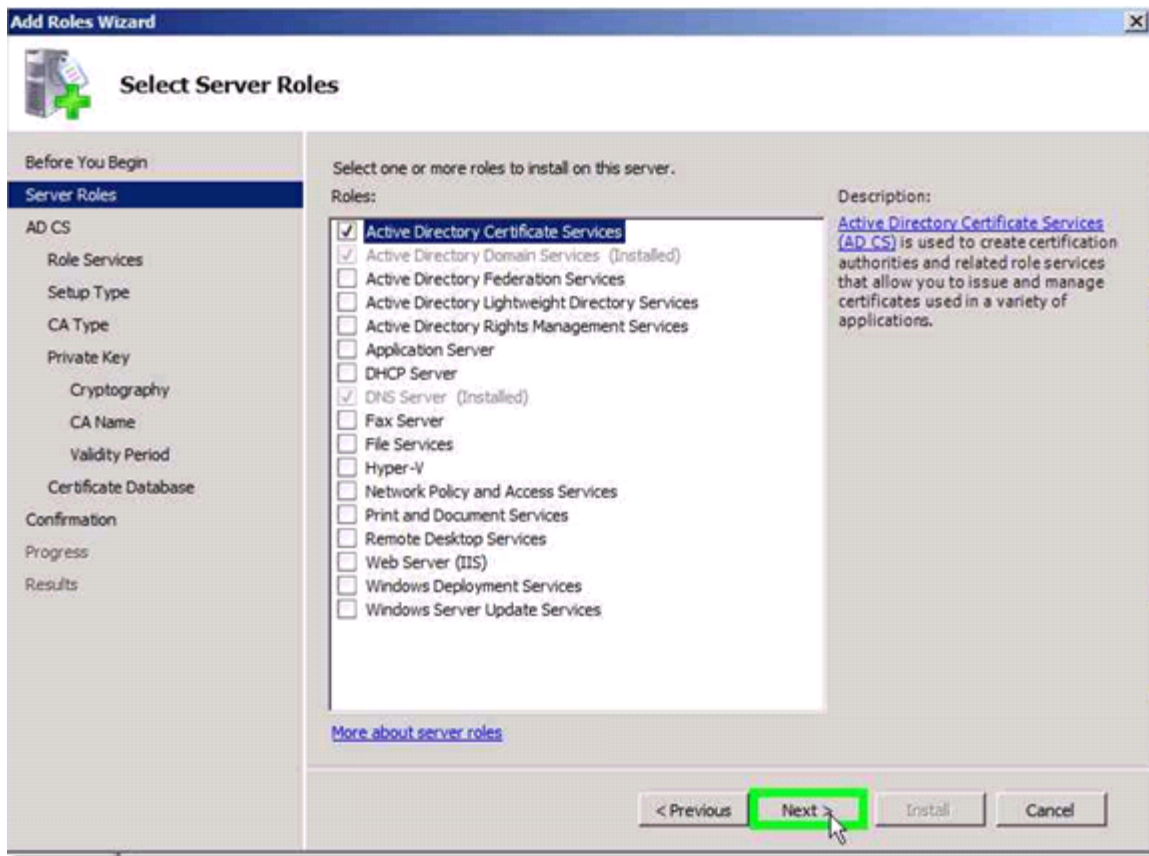 Add Roles Wizard
Select Server Roles
Before You Begin
Server Roles
AD CS
Role Services
Setup Type
CA Type
Private Key
Cryptography
CA Name
Validity Period
Certificate Database
Confirmation
Progress
Results
Select one or more roles to install on this server.
Roles:
Active Directory Certificate Services
Active Directory Domain Services (Installed)
Active Directory Federation Services
Active Directory Lightweight Directory Services
Active Directory Rights Management Services
Application Server
DHCP Server
DNS Server (Installed)
Fax Server
File Services
Hyper-V
Network Policy and Access Services
Print and Document Services
Remote Desktop Services
Web Server (IIS)
Windows Deployment Services
Windows Server Update Services
More about server roles
Description:
Active Directory Certificate Services
(AD CS) is used to create certification
authorities and related role services
that allow you to issue and manage
certificates used in a variety of
applications.
< Previous
Next >
Install
Cancel